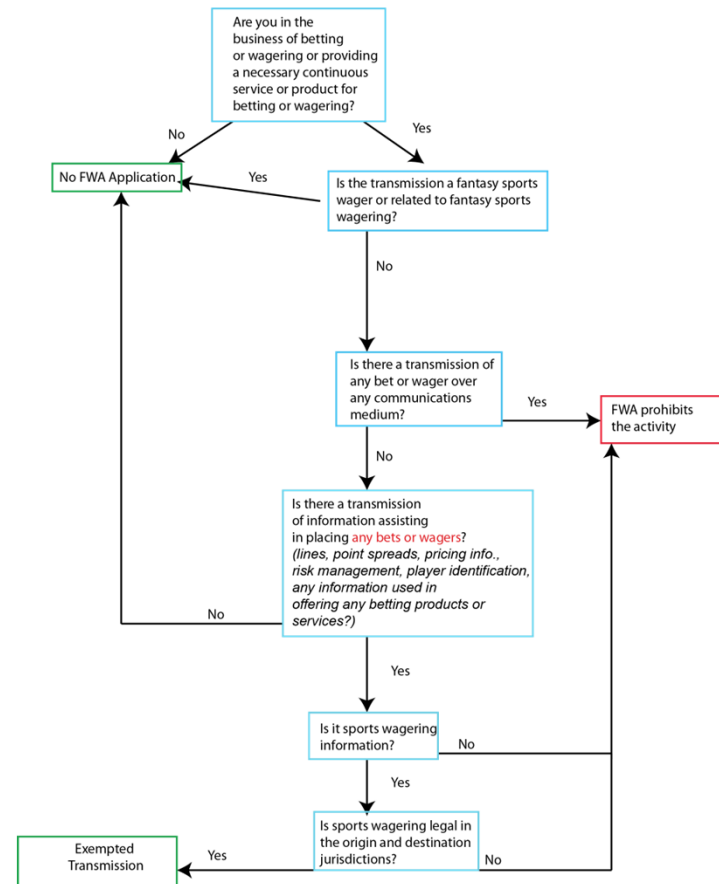 Are you in the
business of betting
or wagering or providing
a necessary continuous
service or product for
betting or wagering?
No
Yes
No FWA Application
Yes
Is the transmission a fantasy sports
wager or related to fantasy sports
wagering?
No
Is there a transmission of
any bet or wager over
any communications
medium?
Yes
FWA prohibits
the activity
No
Is there a transmission
of information assisting
in placing any bets or wagers?
(lines, point spreads, pricing info.,
risk management, player identification,
any information used in
offering any betting products or
services?)
No
Yes
Is it sports wagering
information?
No
Yes
Is sports wagering legal in
the origin and destination
jurisdictions?
Yes
No
Exempted
Transmission